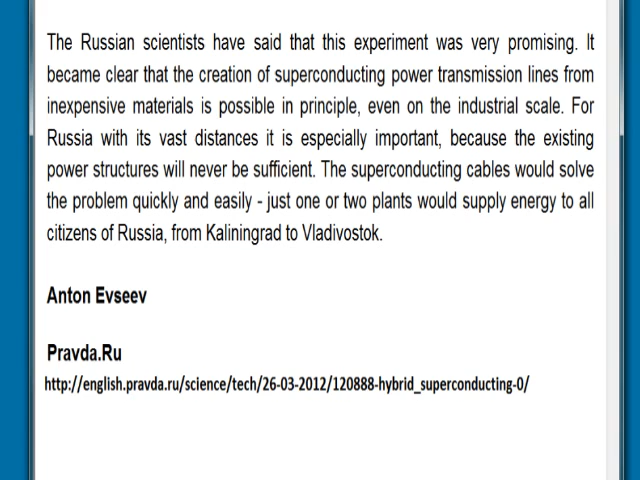 The Russian scientists have said that this experiment was very promising. It
became clear that the creation of superconducting power transmission lines from
inexpensive materials is possible in principle, even on the industrial scale. For
Russia with its vast distances it is especially important, because the existing
power structures will never be sufficient. The superconducting cables would solve
the problem quickly and easily - just one or two plants would supply energy to all
citizens of Russia, from Kaliningrad to Vladivostok.
Anton Evseev
Pravda.Ru
http://english.pravda.ru/science/tech/26-03-2012/120888-hybrid_superconducting-0/